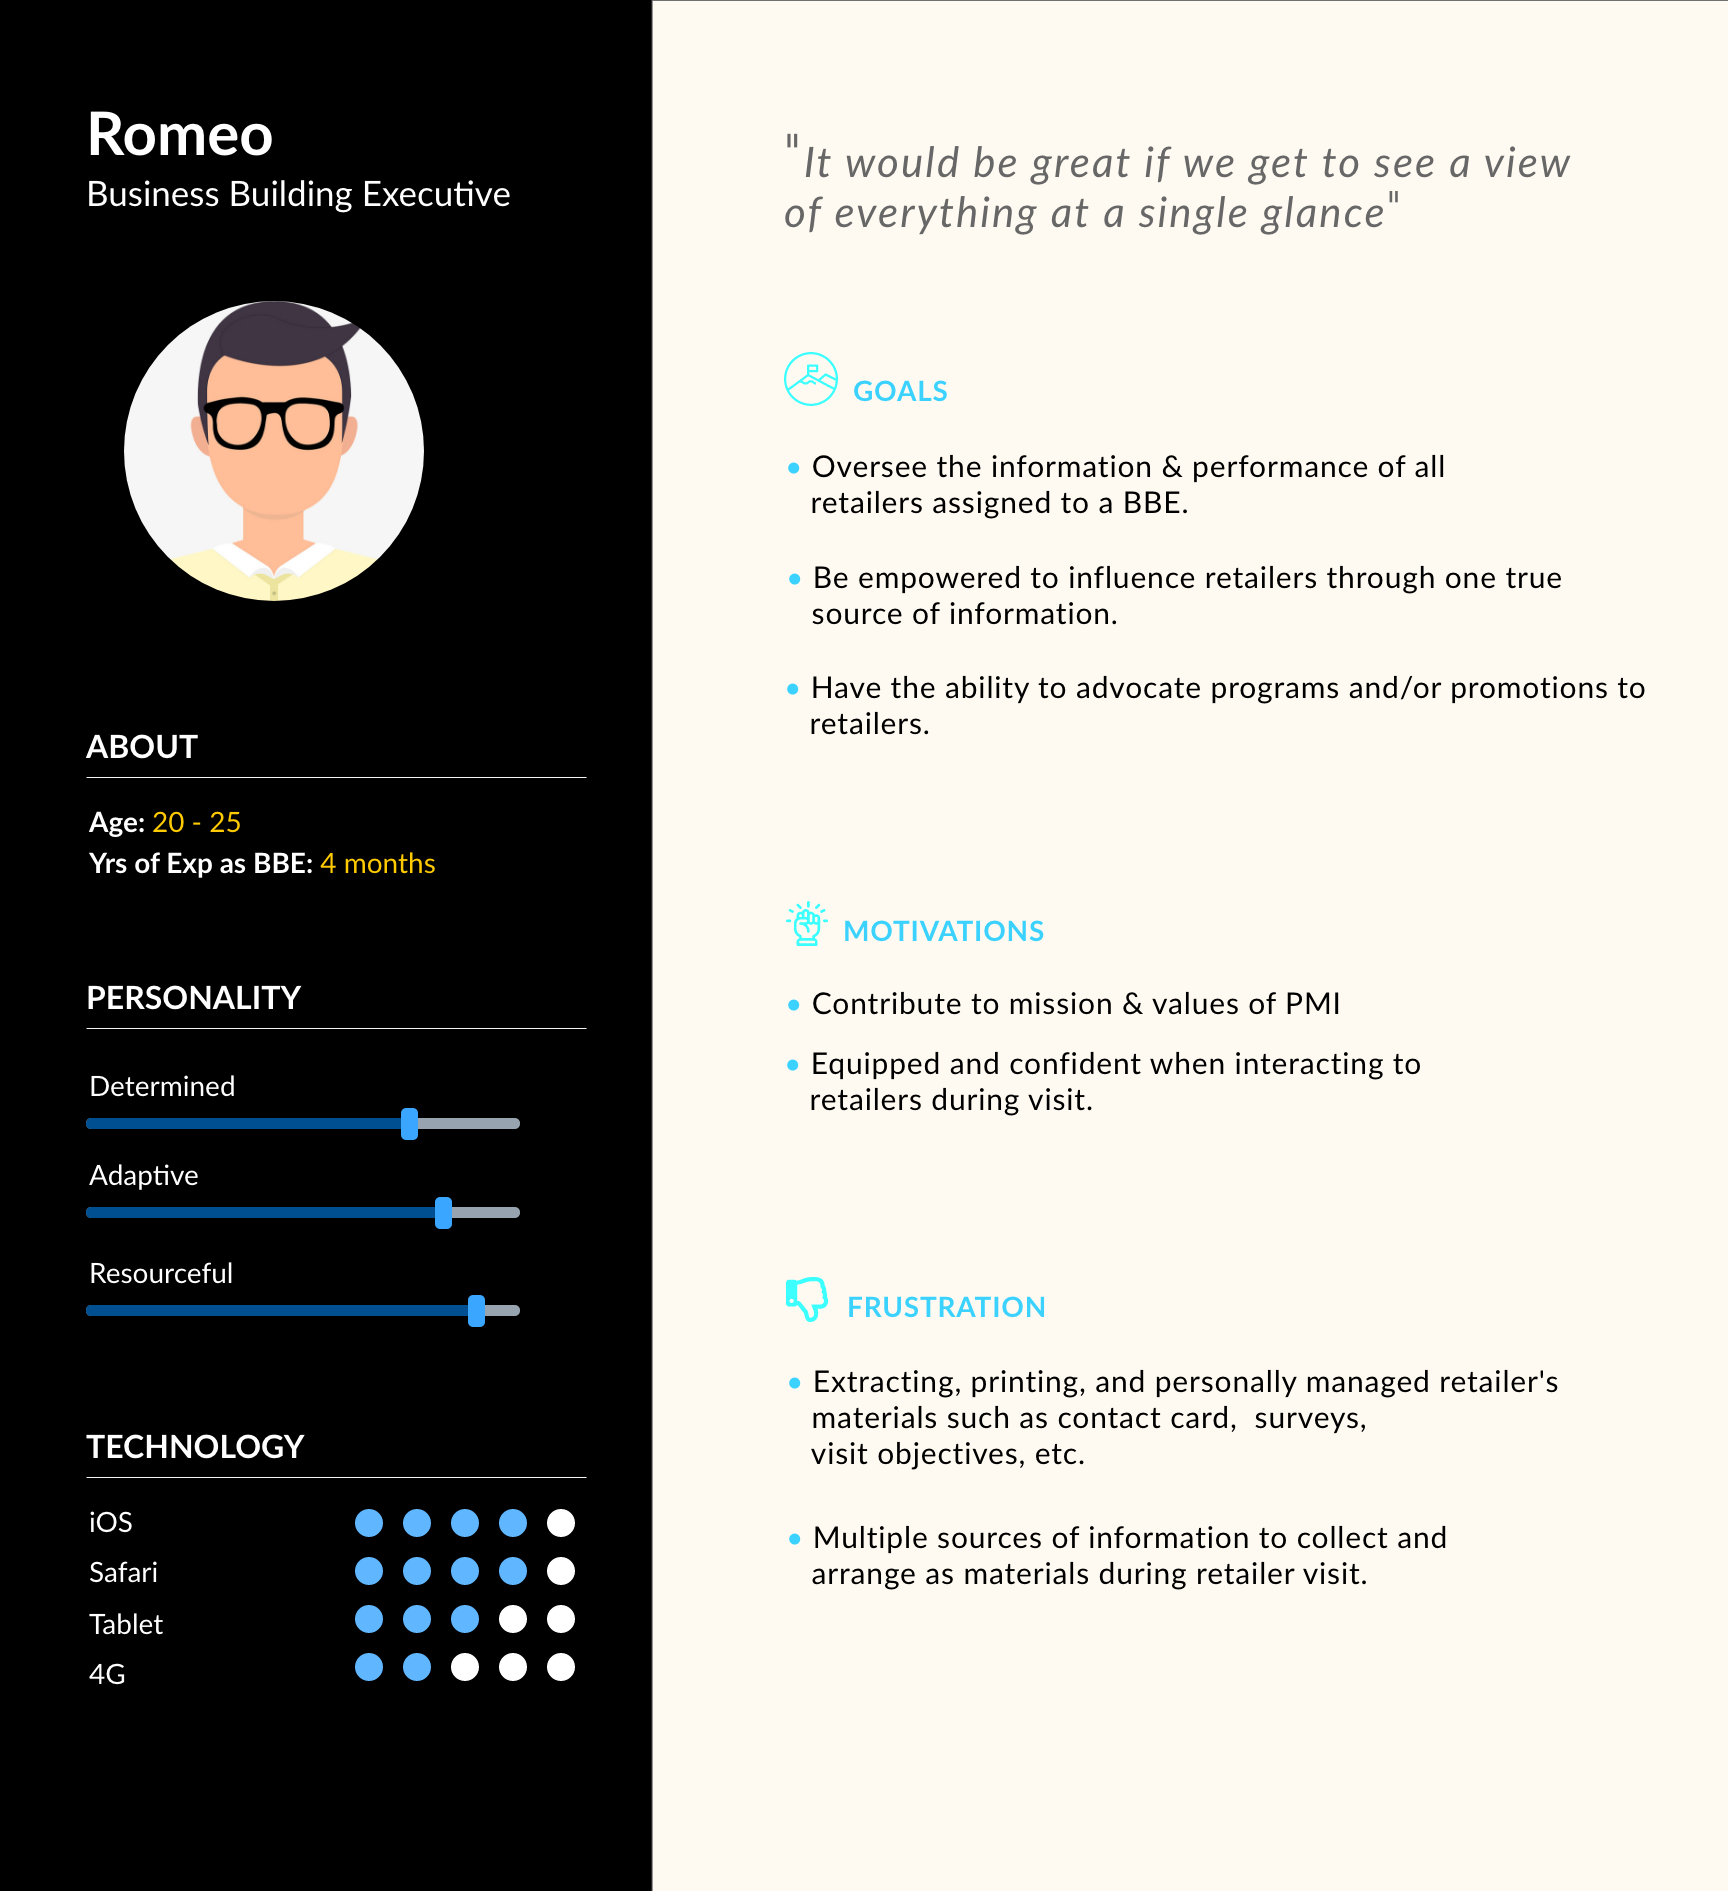 Romeo
Business Building Executive
ABOUT
Age: 20 - 25
Yrs of Exp as BBE: 4 months
PERSONALITY
Determined
Adaptive
Resourceful
TECHNOLOGY
iOS
Safari
Tablet
4G
"It would be great if we get to see a view
of everything at a single glance"
GOALS
• Oversee the information & performance of all
retailers assigned to a BBE.
• Be empowered to influence retailers through one true
source of information.
• Have the ability to advocate programs and/or promotions to
retailers.
MOTIVATIONS
• Contribute to mission & values of PMI
• Equipped and confident when interacting to
retailers during visit.
FRUSTRATION
• Extracting, printing, and personally managed retailer's
materials such as contact card,  surveys,
visit objectives, etc.
• Multiple sources of information to collect and
arrange as materials during retailer visit.